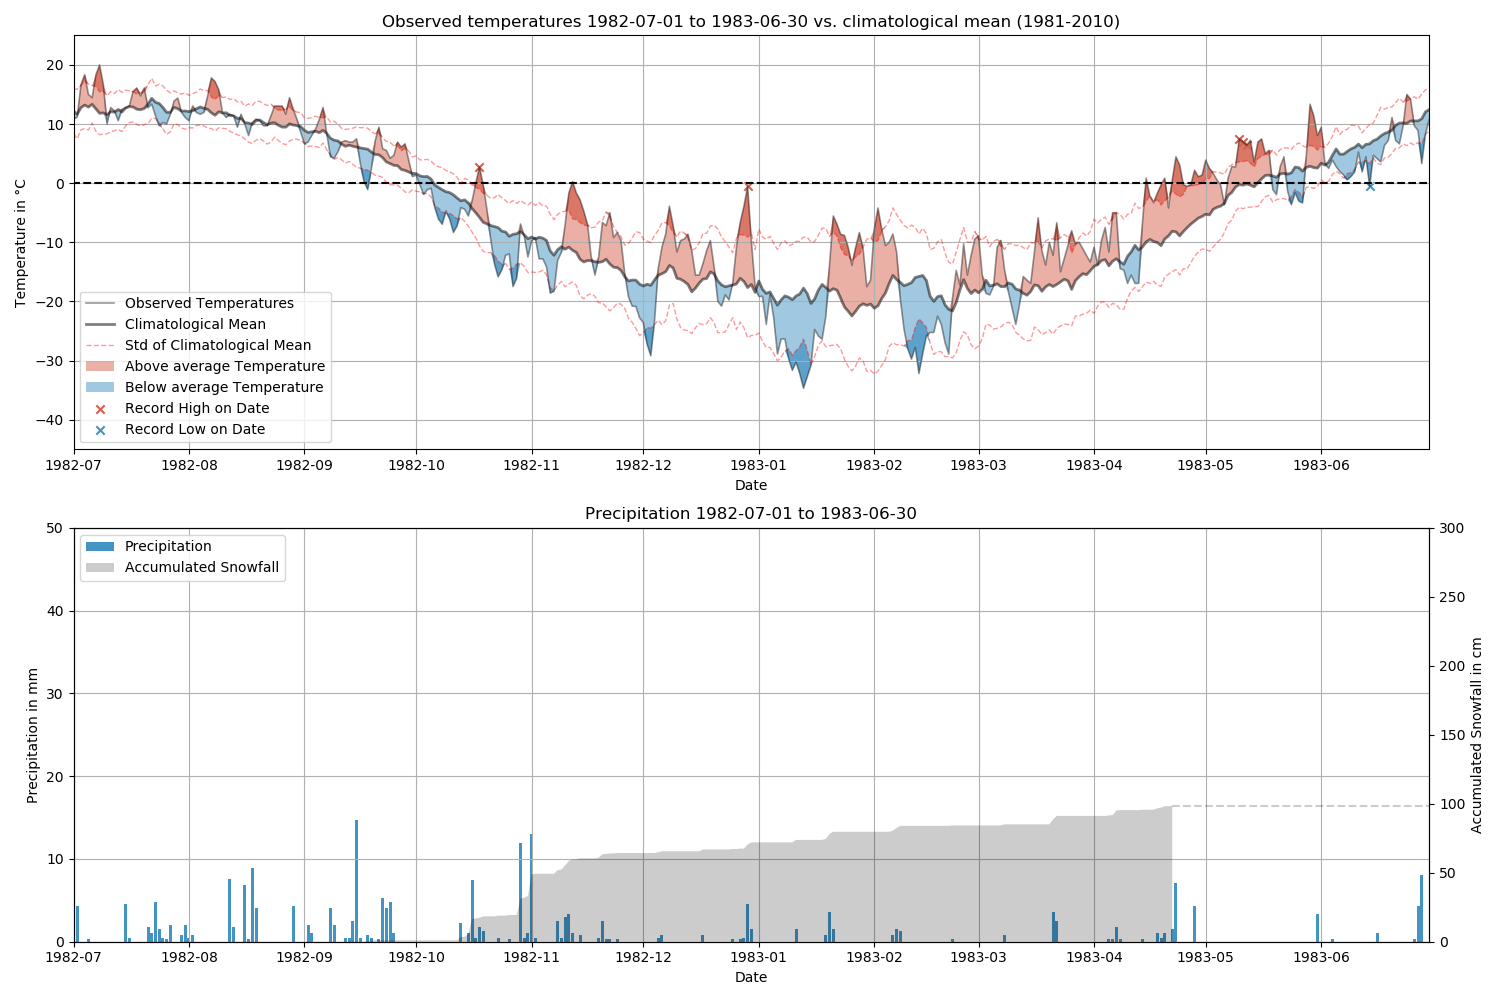 Observed temperatures 1982-07-01 to 1983-06-30 vs. climatological mean (1981-2010)
Temperature in °C
20
10
0
−10
−20
−30
−40
Observed Temperatures
Climatological Mean
Std of Climatological Mean
Above average Temperature
Below average Temperature
Record High on Date
Record Low on Date
1982-07 1982-08 1982-09 1982-10 1982-11 1982-12 1983-01 1983-02 1983-03 1983-04 1983-05 1983-06
Date
Precipitation 1982-07-01 to 1983-06-30
Precipitation in mm
50
40
30
20
10
0
Precipitation
Accumulated Snowfall
300
250
200
150
100
50
0
Accumulated Snowfall in cm
1982-07 1982-08 1982-09 1982-10 1982-11 1982-12 1983-01 1983-02 1983-03 1983-04 1983-05 1983-06
Date